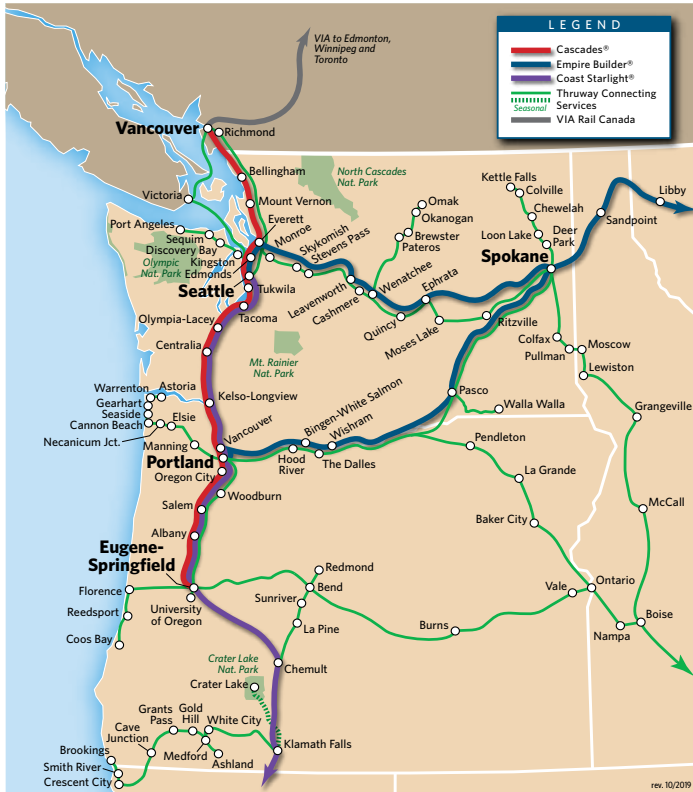 VIA to Edmonton,
Winnipeg and
Toronto
LEGEND
Cascades®
Empire Builder®
Coast Starlight®
Thruway Connecting
Services
Seasonal
VIA Rail Canada
Vancouver
Richmond
Bellingham
North Cascades
Nat. Park
Victoria
Mount Vernon
Everett
Monroe
Skykomish
Stevens Pass
Port Angeles
Sequim
Discovery Bay
Olympic
Nat. Park
Kingston
Edmonds
Seattle
Tukwila
Tacoma
Olympia-Lacey
Centralia
Mt. Rainier
Nat. Park
Omak
Okanogan
Brewster
Pateros
Leavenworth
Cashmere
Wenatchee
Ephrata
Quincy
Moses Lake
Kettle Falls
Colville
Chewelah
Loon Lake
Deer
Park
Spokane
Ritzville
Libby
Sandpoint
Colfax
Pullman
Moscow
Lewiston
Grangeville
McCall
Warrenton
Astoria
Gearhart
Seaside
Cannon Beach
Elsie
Necanicum Jct.
Manning
Kelso-Longview
Vancouver
Bingen-White Salmon
Wishram
Pasco
Walla Walla
Portland
Oregon City
Hood
River
The Dalles
Pendleton
La Grande
Baker City
Woodburn
Salem
Albany
Eugene-
Springfield
University
of Oregon
Florence
Reedsport
Coos Bay
Redmond
Bend
Sunriver
La Pine
Burns
Vale
Ontario
Nampa
Boise
Chemult
Crater Lake
Nat. Park
Crater Lake
Klamath Falls
Grants
Pass
Gold
Hill
White City
Cave
Junction
Medford
Ashland
Brookings
Smith River
Crescent City
rev. 10/2019